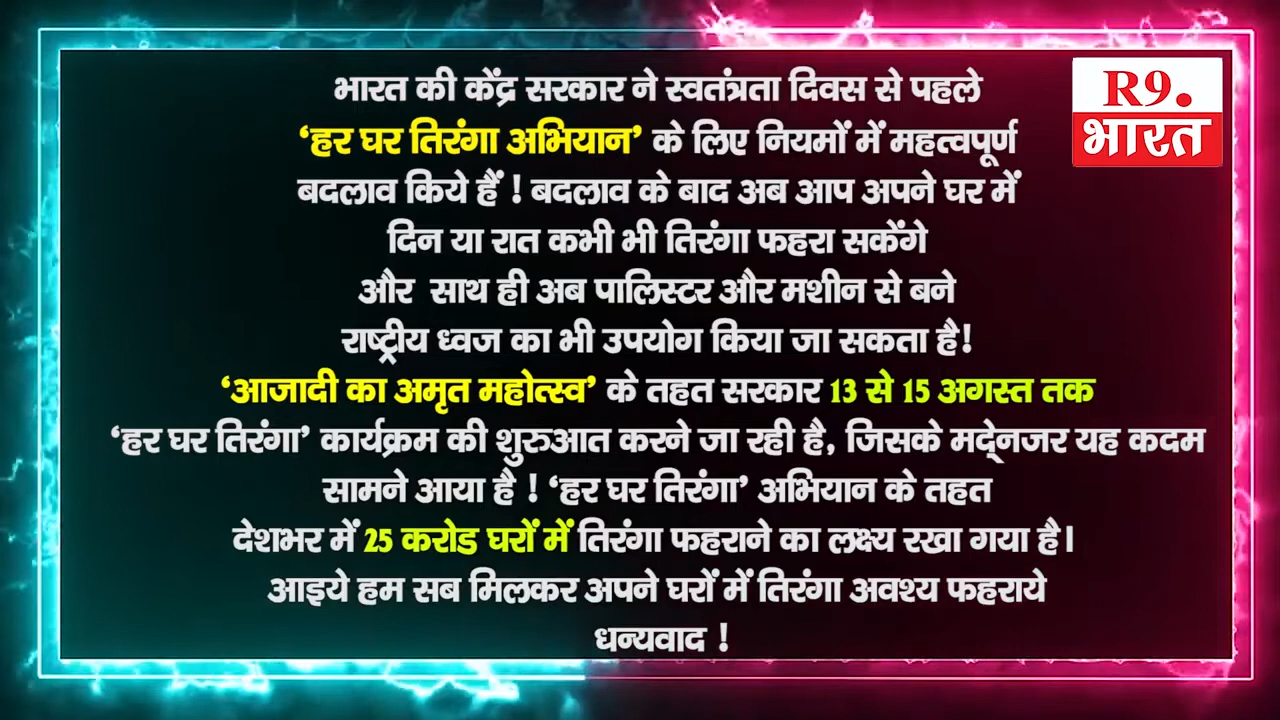 R9.
भारत
भारत की केंद्र सरकार ने स्वतंत्रता दिवस से पहले
‘हर घर तिरंगा अभियान’ के लिए नियमों में महत्वपूर्ण
बदलाव किये हैं ! बदलाव के बाद अब आप अपने घर में
दिन या रात कभी भी तिरंगा फहरा सकेंगे
और साथ ही अब पालिस्टर और मशीन से बने
राष्ट्रीय ध्वज का भी उपयोग किया जा सकता है!
‘आजादी का अमृत महोत्स्व’ के तहत सरकार 13 से 15 अगस्त तक
‘हर घर तिरंगा’ कार्यक्रम की शुरुआत करने जा रही है, जिसके मद्देनजर यह कदम
सामने आया है ! ‘हर घर तिरंगा’ अभियान के तहत
देशभर में 25 करोड घरों में तिरंगा फहराने का लक्ष्य रखा गया है।
आइये हम सब मिलकर अपने घरों में तिरंगा अवश्य फहराये
धन्यवाद !